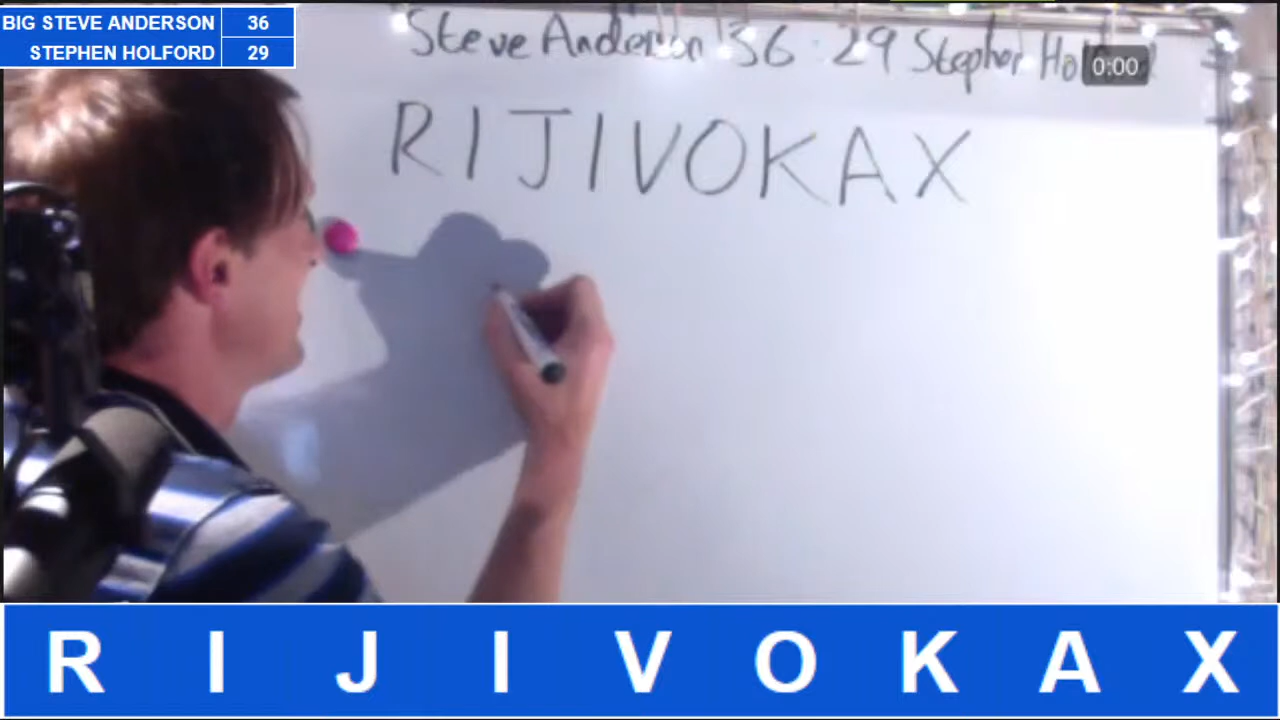 BIG STEVE ANDERSON 36
STEPHEN HOLFORD 29
Steve Anderson 36 29 Stephen
0:00
RIJIVOKAX
R I J I V O K A X